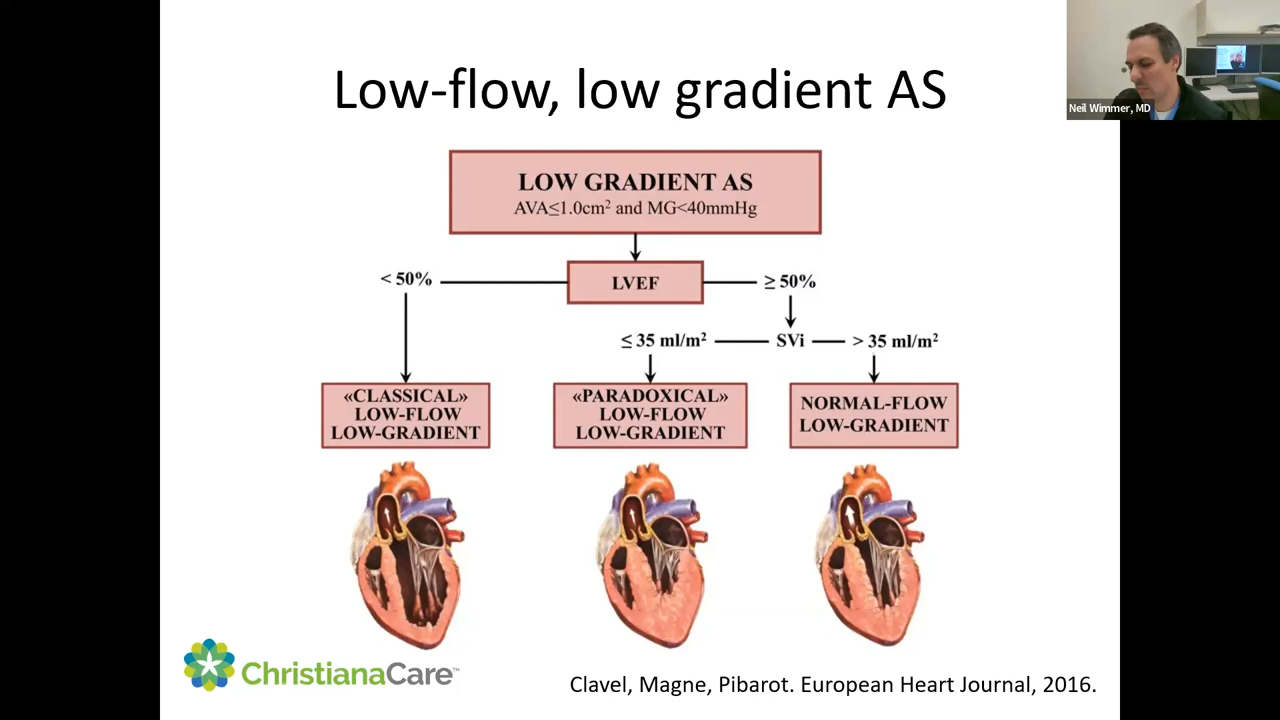 Low-flow, low gradient AS
Neil Wimmer, MD
LOW GRADIENT AS
AVA≤1.0cm² and MG<40mmHg
< 50%
LVEF
≥ 50%
≤ 35 ml/m²
SVi
> 35 ml/m²
«CLASSICAL»
LOW-FLOW
LOW-GRADIENT
«PARADOXICAL»
LOW-FLOW
LOW-GRADIENT
NORMAL-FLOW
LOW-GRADIENT
ChristianaCare™
Clavel, Magne, Pibarot. European Heart Journal, 2016.